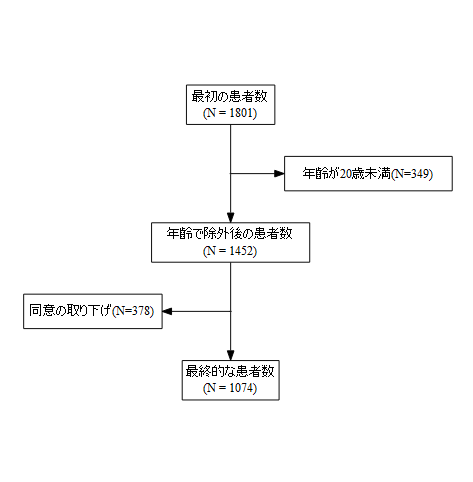 最初の患者数
(N = 1801)
年齢が20歳未満(N=349)
年齢で除外後の患者数
(N = 1452)
同意の取り下げ(N=378)
最終的な患者数
(N = 1074)